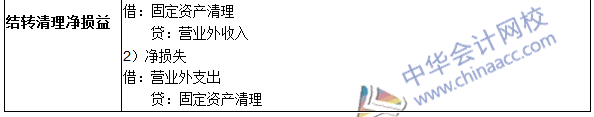 结转清理净损益
借：固定资产清理
贷：营业外收入
2）净损失
借：营业外支出
贷：固定资产清理
中华会计网校
www.chinaacc.com